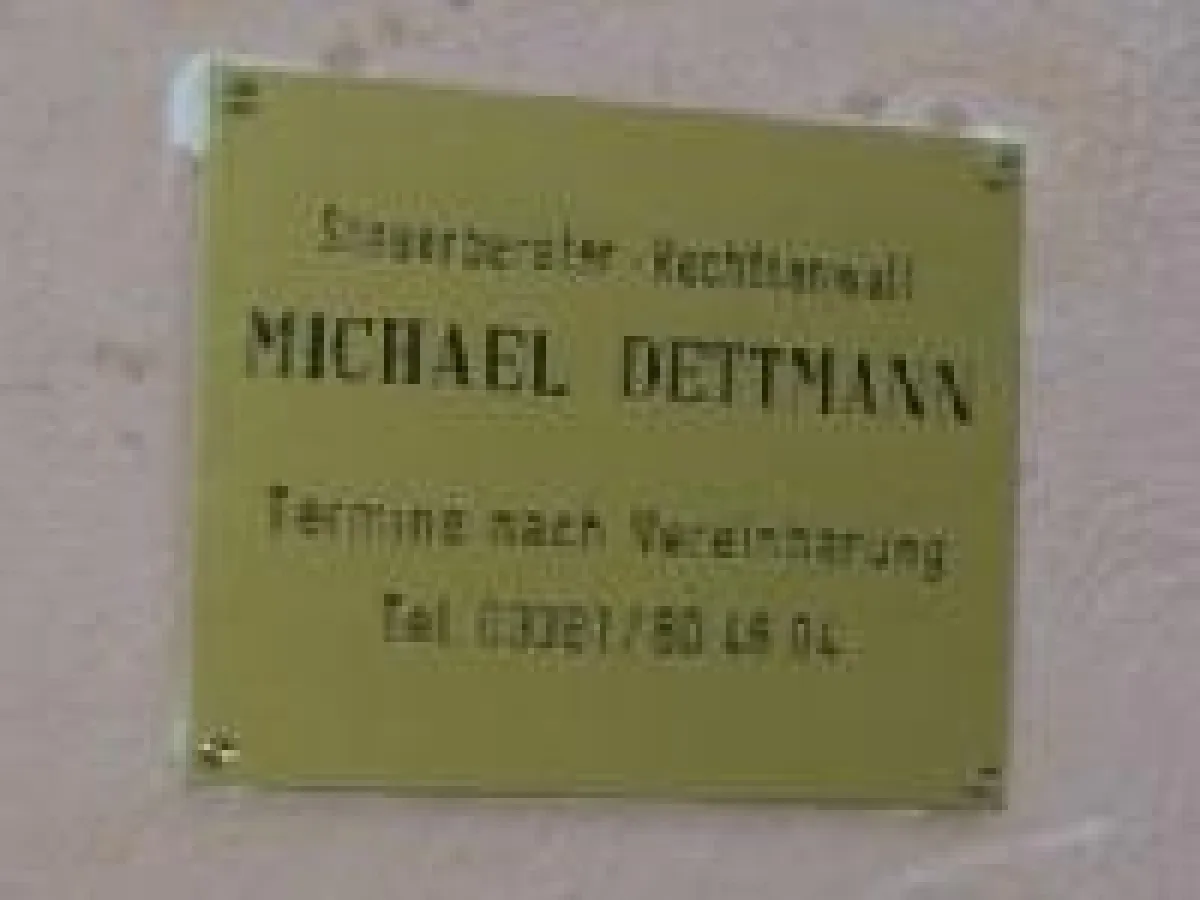 Steuerberater - Rechtsanwalt
MICHAEL DETTMANN
Termine nach Vereinbarung
Tel